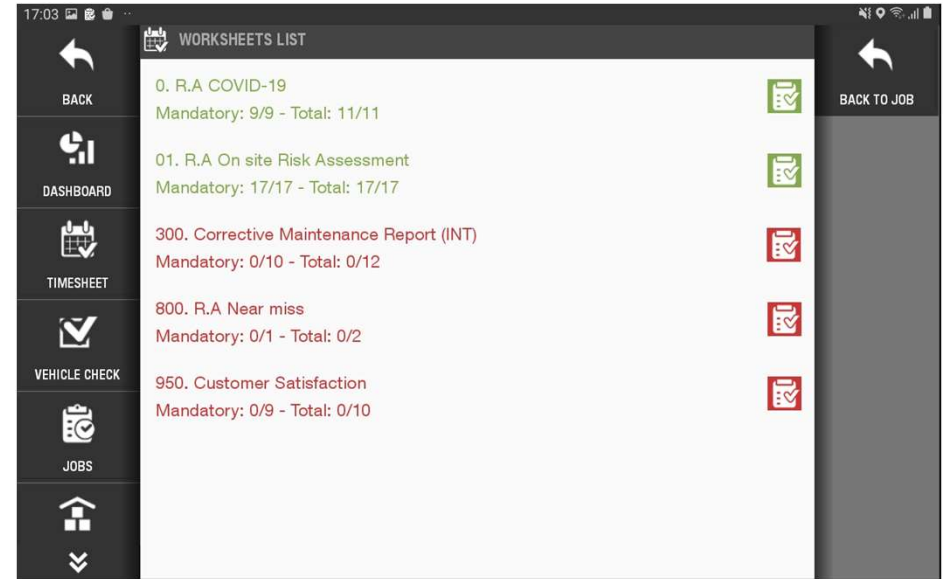 17:03
WORKSHEETS LIST
BACK
DASHBOARD
TIMESHEET
VEHICLE CHECK
JOBS
0. R.A COVID-19
Mandatory: 9/9 - Total: 11/11
01. R.A On site Risk Assessment
Mandatory: 17/17 - Total: 17/17
300. Corrective Maintenance Report (INT)
Mandatory: 0/10 - Total: 0/12
800. R.A Near miss
Mandatory: 0/1 - Total: 0/2
950. Customer Satisfaction
Mandatory: 0/9 - Total: 0/10
BACK TO JOB